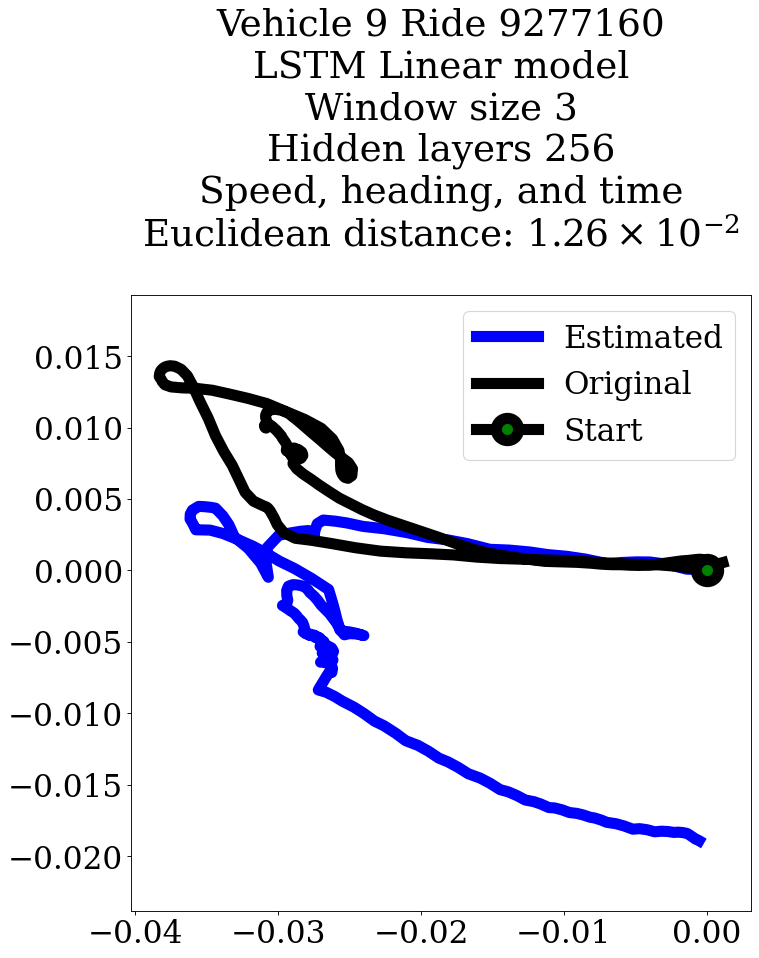 Vehicle 9 Ride 9277160
LSTM Linear model
Window size 3
Hidden layers 256
Speed, heading, and time
Euclidean distance: 1.26 × 10⁻²
Estimated
Original
Start
0.015
0.010
0.005
0.000
−0.005
−0.010
−0.015
−0.020
−0.04 −0.03 −0.02 −0.01 0.00